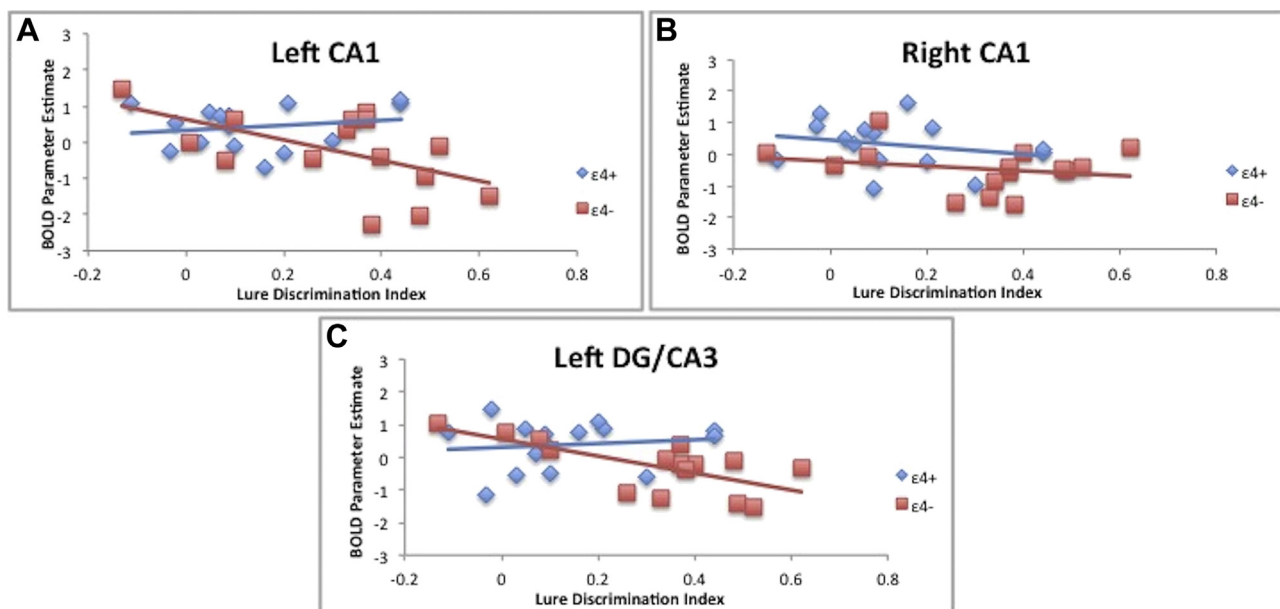 A
Left CA1
BOLD Parameter Estimate
3
2
1
0
-1
-2
-3
-0.2 0 0.2 0.4 0.6 0.8
Lure Discrimination Index
ε4+
ε4-
B
Right CA1
BOLD Parameter Estimate
3
2
1
0
-1
-2
-3
-0.2 0 0.2 0.4 0.6 0.8
Lure Discrimination Index
ε4+
ε4-
C
Left DG/CA3
BOLD Parameter Estimate
3
2
1
0
-1
-2
-3
-0.2 0 0.2 0.4 0.6 0.8
Lure Discrimination Index
ε4+
ε4-